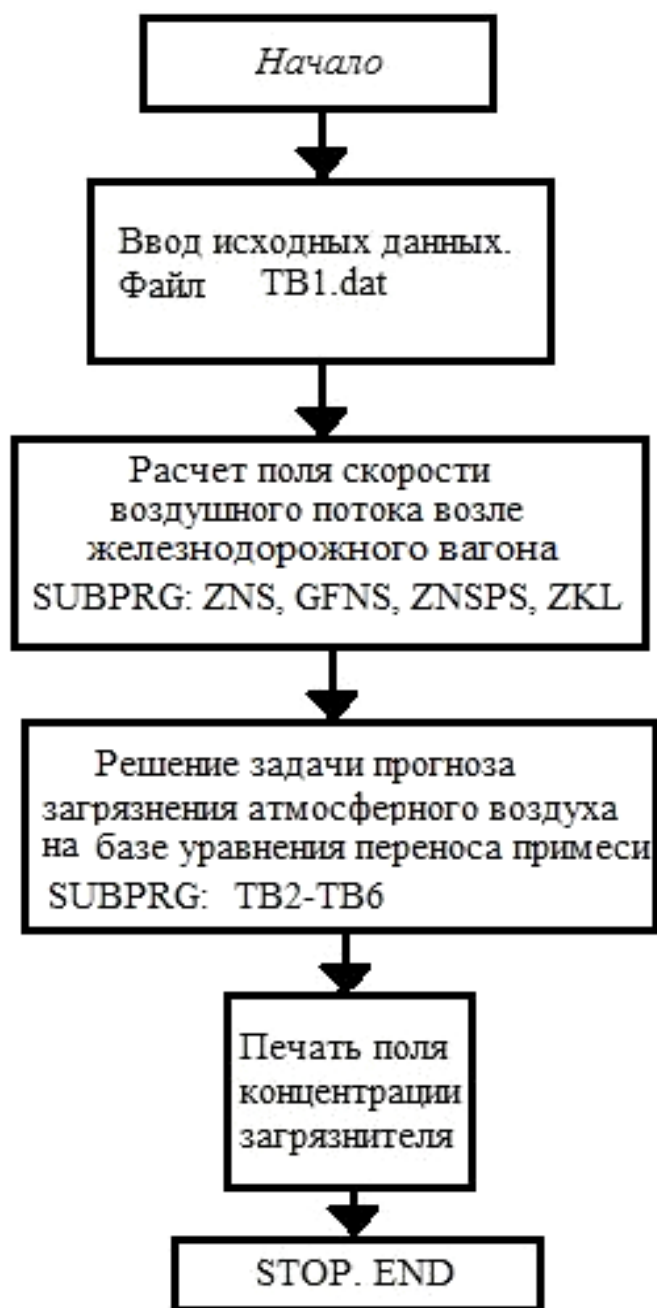 Начало
Ввод исходных данных.
Файл TB1.dat
Расчет поля скорости
воздушного потока возле
железнодорожного вагона
SUBPRG: ZNS, GFNS, ZNSPS, ZKL
Решение задачи прогноза
загрязнения атмосферного воздуха
на базе уравнения переноса примеси
SUBPRG: TB2-TB6
Печать поля
концентрации
загрязнителя
STOP. END